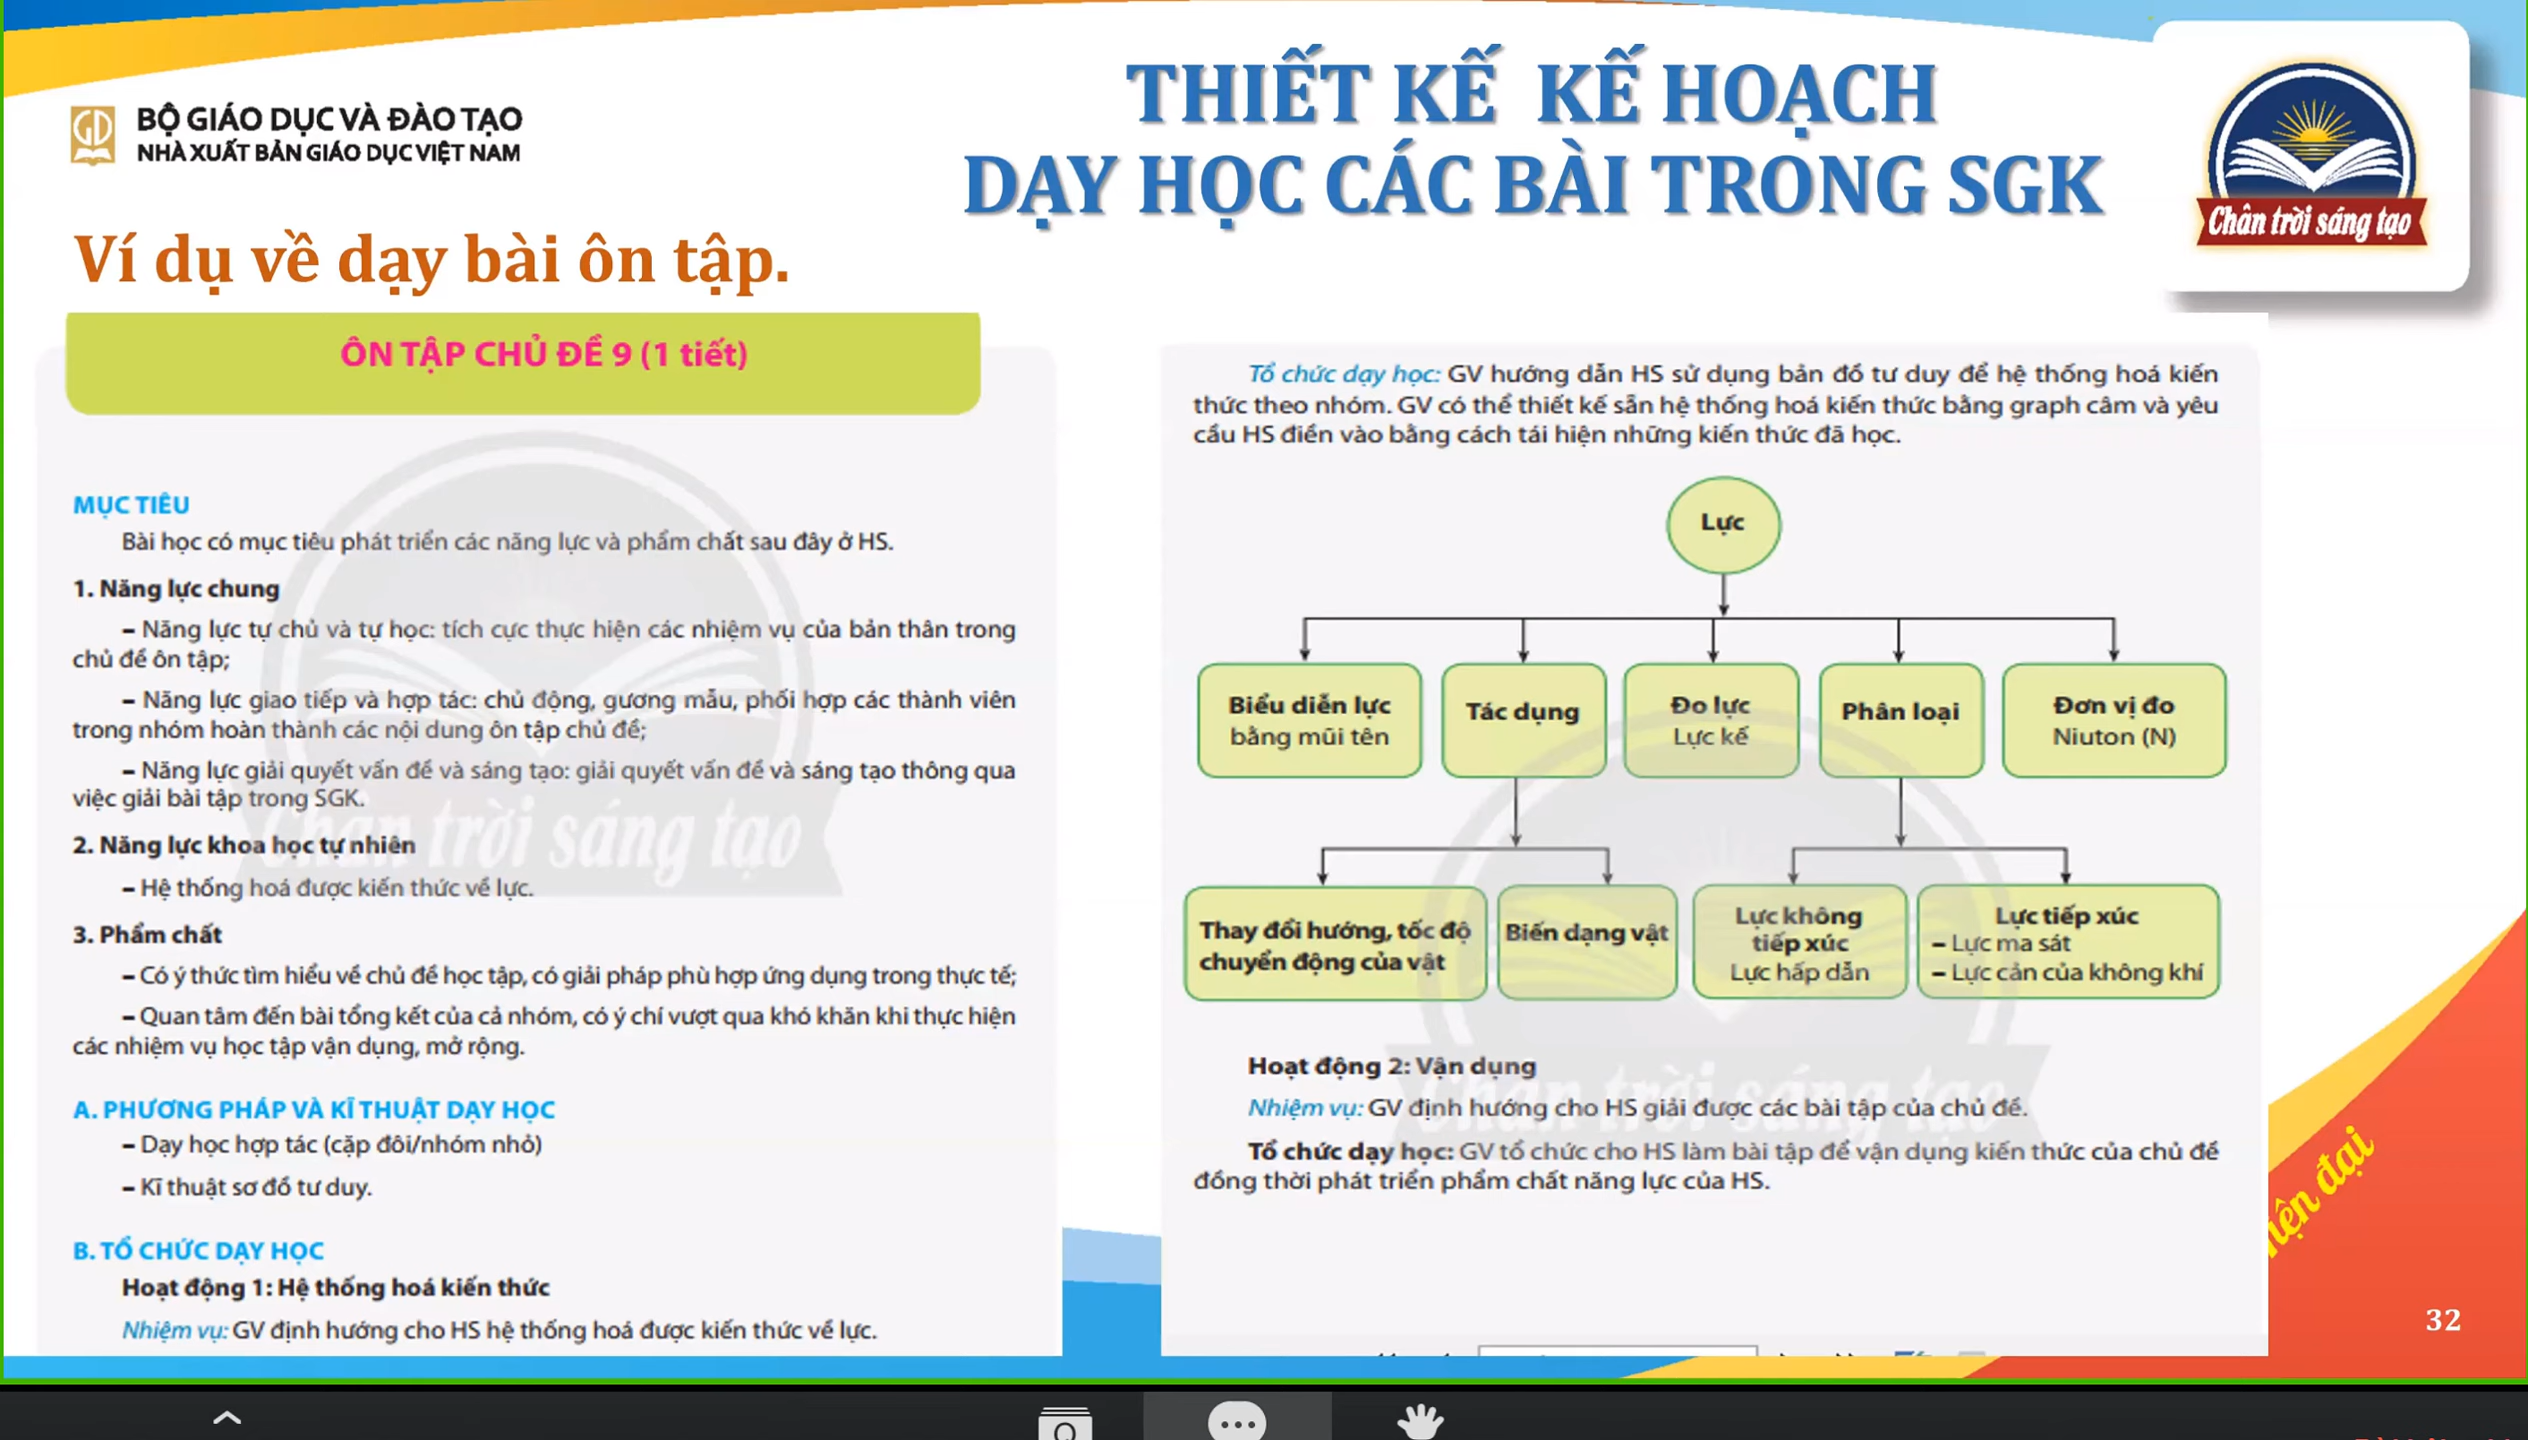 THIẾT KẾ KẾ HOẠCH
DẠY HỌC CÁC BÀI TRONG SGK
BỘ GIÁO DỤC VÀ ĐÀO TẠO
NHÀ XUẤT BẢN GIÁO DỤC VIỆT NAM
Chân trời sáng tạo
Ví dụ về dạy bài ôn tập.
ÔN TẬP CHỦ ĐỀ 9 (1 tiết)
MỤC TIÊU
Bài học có mục tiêu phát triển các năng lực và phẩm chất sau đây ở HS.
1. Năng lực chung
– Năng lực tự chủ và tự học: tích cực thực hiện các nhiệm vụ của bản thân trong
chủ đề ôn tập;
– Năng lực giao tiếp và hợp tác: chủ động, gương mẫu, phối hợp các thành viên
trong nhóm hoàn thành các nội dung ôn tập chủ đề;
– Năng lực giải quyết vấn đề và sáng tạo: giải quyết vấn đề và sáng tạo thông qua
việc giải bài tập trong SGK.
2. Năng lực khoa học tự nhiên
– Hệ thống hoá được kiến thức về lực.
3. Phẩm chất
– Có ý thức tìm hiểu về chủ đề học tập, có giải pháp phù hợp ứng dụng trong thực tế;
– Quan tâm đến bài tổng kết của cả nhóm, có ý chí vượt qua khó khăn khi thực hiện
các nhiệm vụ học tập vận dụng, mở rộng.
A. PHƯƠNG PHÁP VÀ KĨ THUẬT DẠY HỌC
– Dạy học hợp tác (cặp đôi/nhóm nhỏ)
– Kĩ thuật sơ đồ tư duy.
B. TỔ CHỨC DẠY HỌC
Hoạt động 1: Hệ thống hoá kiến thức
Nhiệm vụ: GV định hướng cho HS hệ thống hoá được kiến thức về lực.
Chân trời sáng tạo
Tổ chức dạy học: GV hướng dẫn HS sử dụng bản đồ tư duy để hệ thống hoá kiến
thức theo nhóm. GV có thể thiết kế sẵn hệ thống hoá kiến thức bằng graph câm và yêu
cầu HS điền vào bằng cách tái hiện những kiến thức đã học.
Lực
Biểu diễn lực
bằng mũi tên
Tác dụng
Đo lực
Lực kế
Phân loại
Đơn vị đo
Niuton (N)
Thay đổi hướng, tốc độ
chuyển động của vật
Biến dạng vật
Lực không
tiếp xúc
Lực hấp dẫn
Lực tiếp xúc
– Lực ma sát
– Lực cản của không khí
Hoạt động 2: Vận dụng
Nhiệm vụ: GV định hướng cho HS giải được các bài tập của chủ đề.
Tổ chức dạy học: GV tổ chức cho HS làm bài tập để vận dụng kiến thức của chủ đề
đồng thời phát triển phẩm chất năng lực của HS.
Chân trời sáng tạo
đại
32